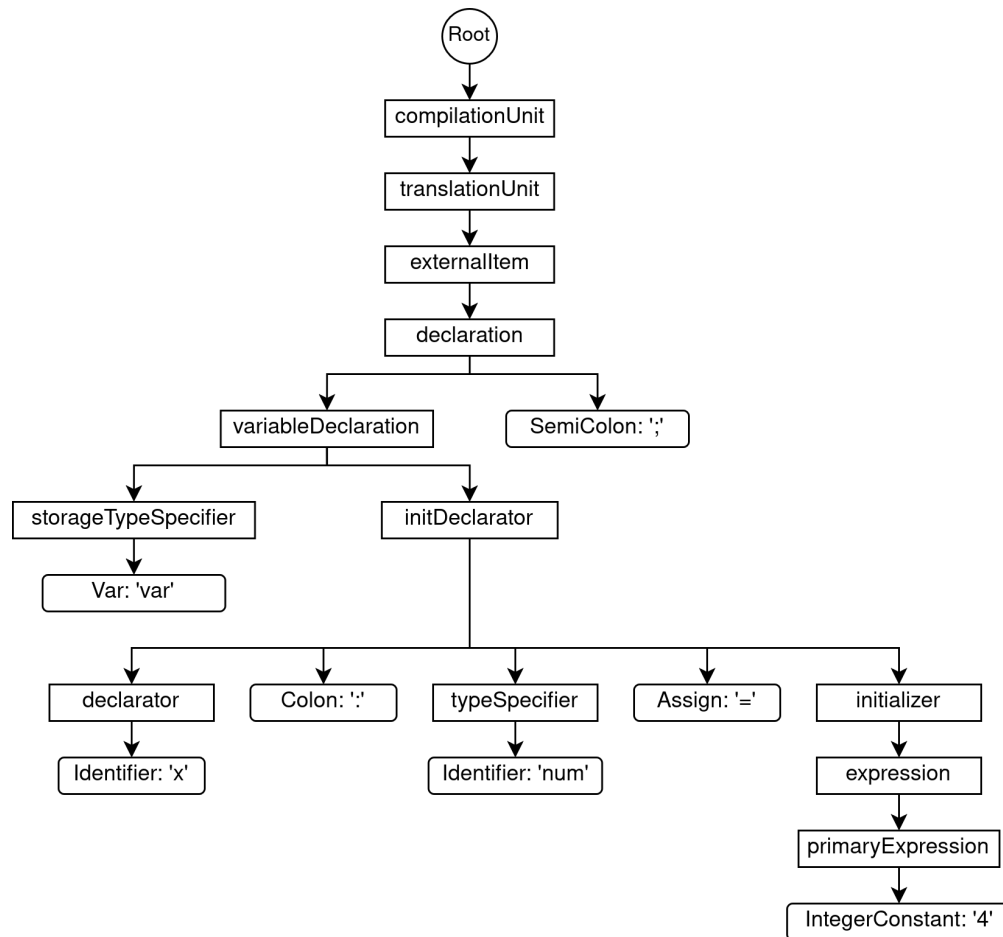 Root
compilationUnit
translationUnit
externalItem
declaration
variableDeclaration
SemiColon: ';'
storageTypeSpecifier
initDeclarator
Var: 'var'
declarator
Colon: ':'
typeSpecifier
Assign: '='
initializer
Identifier: 'x'
Identifier: 'num'
expression
primaryExpression
IntegerConstant: '4'